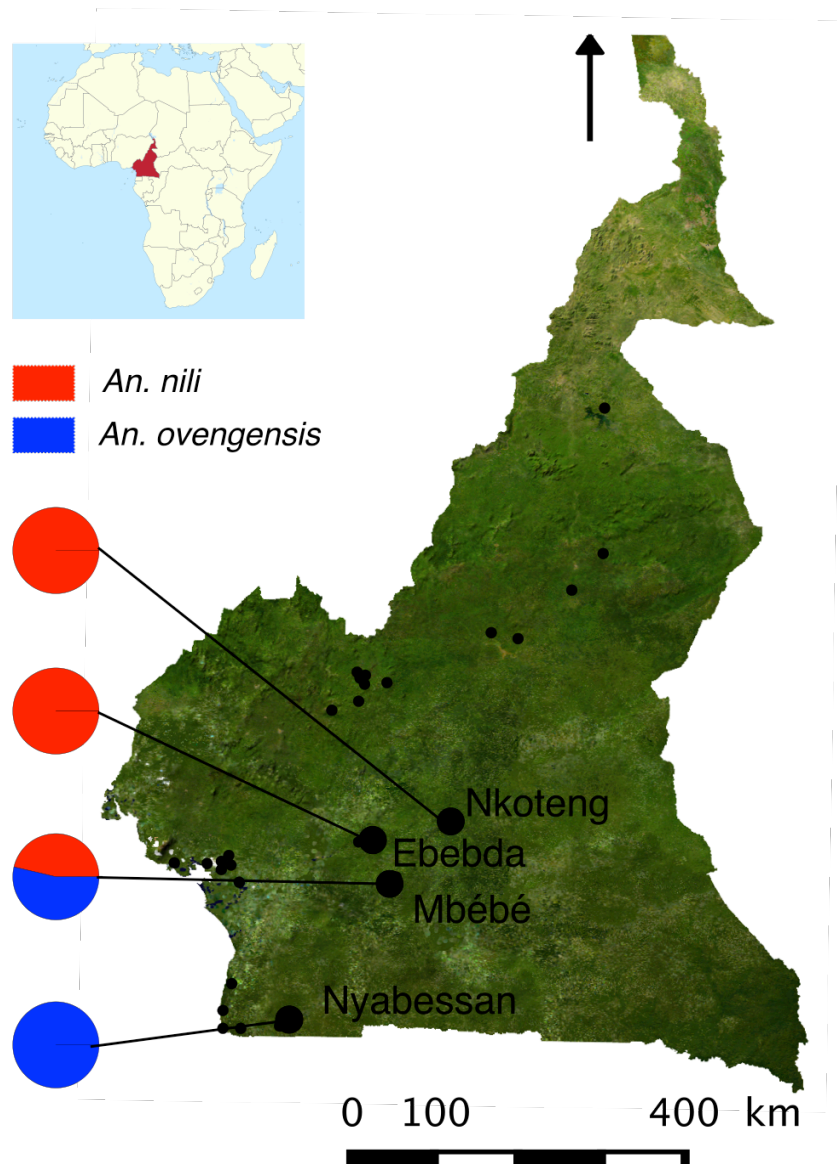 An. nili
An. ovengensis
Nkoteng
Ebebda
Mbébé
Nyabessan
0 100 400 km